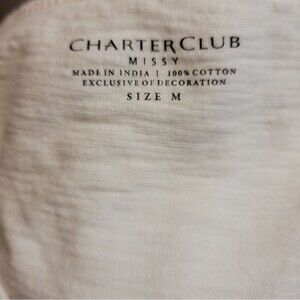 CHARTER CLUB
MISSY
MADE IN INDIA | 100% COTTON
EXCLUSIVE OF DECORATION
SIZE M